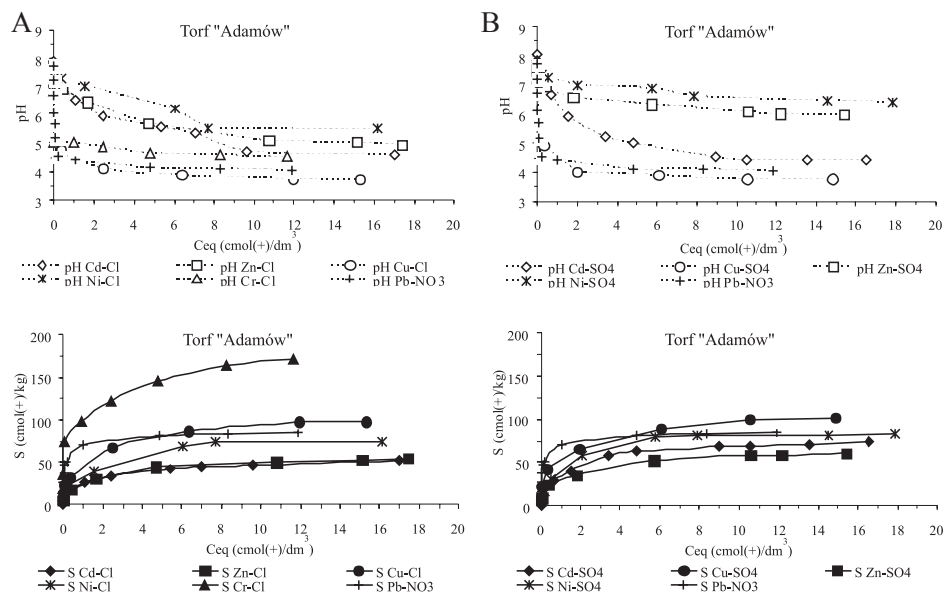 A
Torf "Adamów"
9
8
7
6
5
4
3
pH
0 2 4 6 8 10 12 14 16 18 20
Ceq (cmol(+)/dm3
pH Cd-Cl pH Zn-Cl pH Cu-Cl
pH Ni-Cl pH Cr-Cl pH Pb-NO3
B
Torf "Adamów"
9
8
7
6
5
4
3
pH
0 2 4 6 8 10 12 14 16 18 20
Ceq (cmol(+)/dm3
pH Cd-SO4 pH Cu-SO4 pH Zn-SO4
pH Ni-SO4 pH Pb-NO3
Torf "Adamów"
200
150
100
50
0
S (cmol(+)/kg)
0 2 4 6 8 10 12 14 16 18 20
Ceq (cmol(+)/dm3
S Cd-Cl S Zn-Cl S Cu-Cl
S Ni-Cl S Cr-Cl S Pb-NO3
Torf "Adamów"
200
150
100
50
0
S (cmol(+)/kg)
0 2 4 6 8 10 12 14 16 18 20
Ceq (cmol(+)/dm3
S Cd-SO4 S Cu-SO4 S Zn-SO4
S Ni-SO4 S Pb-NO3